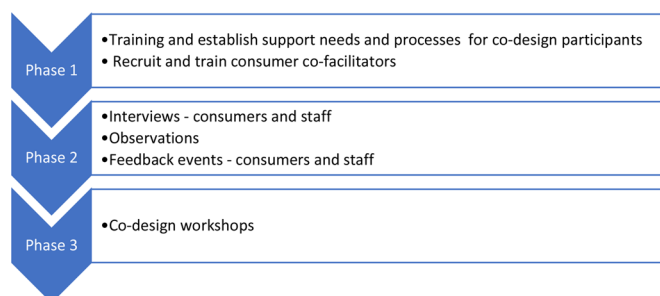 Phase 1
•Training and establish support needs and processes for co-design participants
• Recruit and train consumer co-facilitators
Phase 2
•Interviews - consumers and staff
•Observations
•Feedback events - consumers and staff
Phase 3
•Co-design workshops